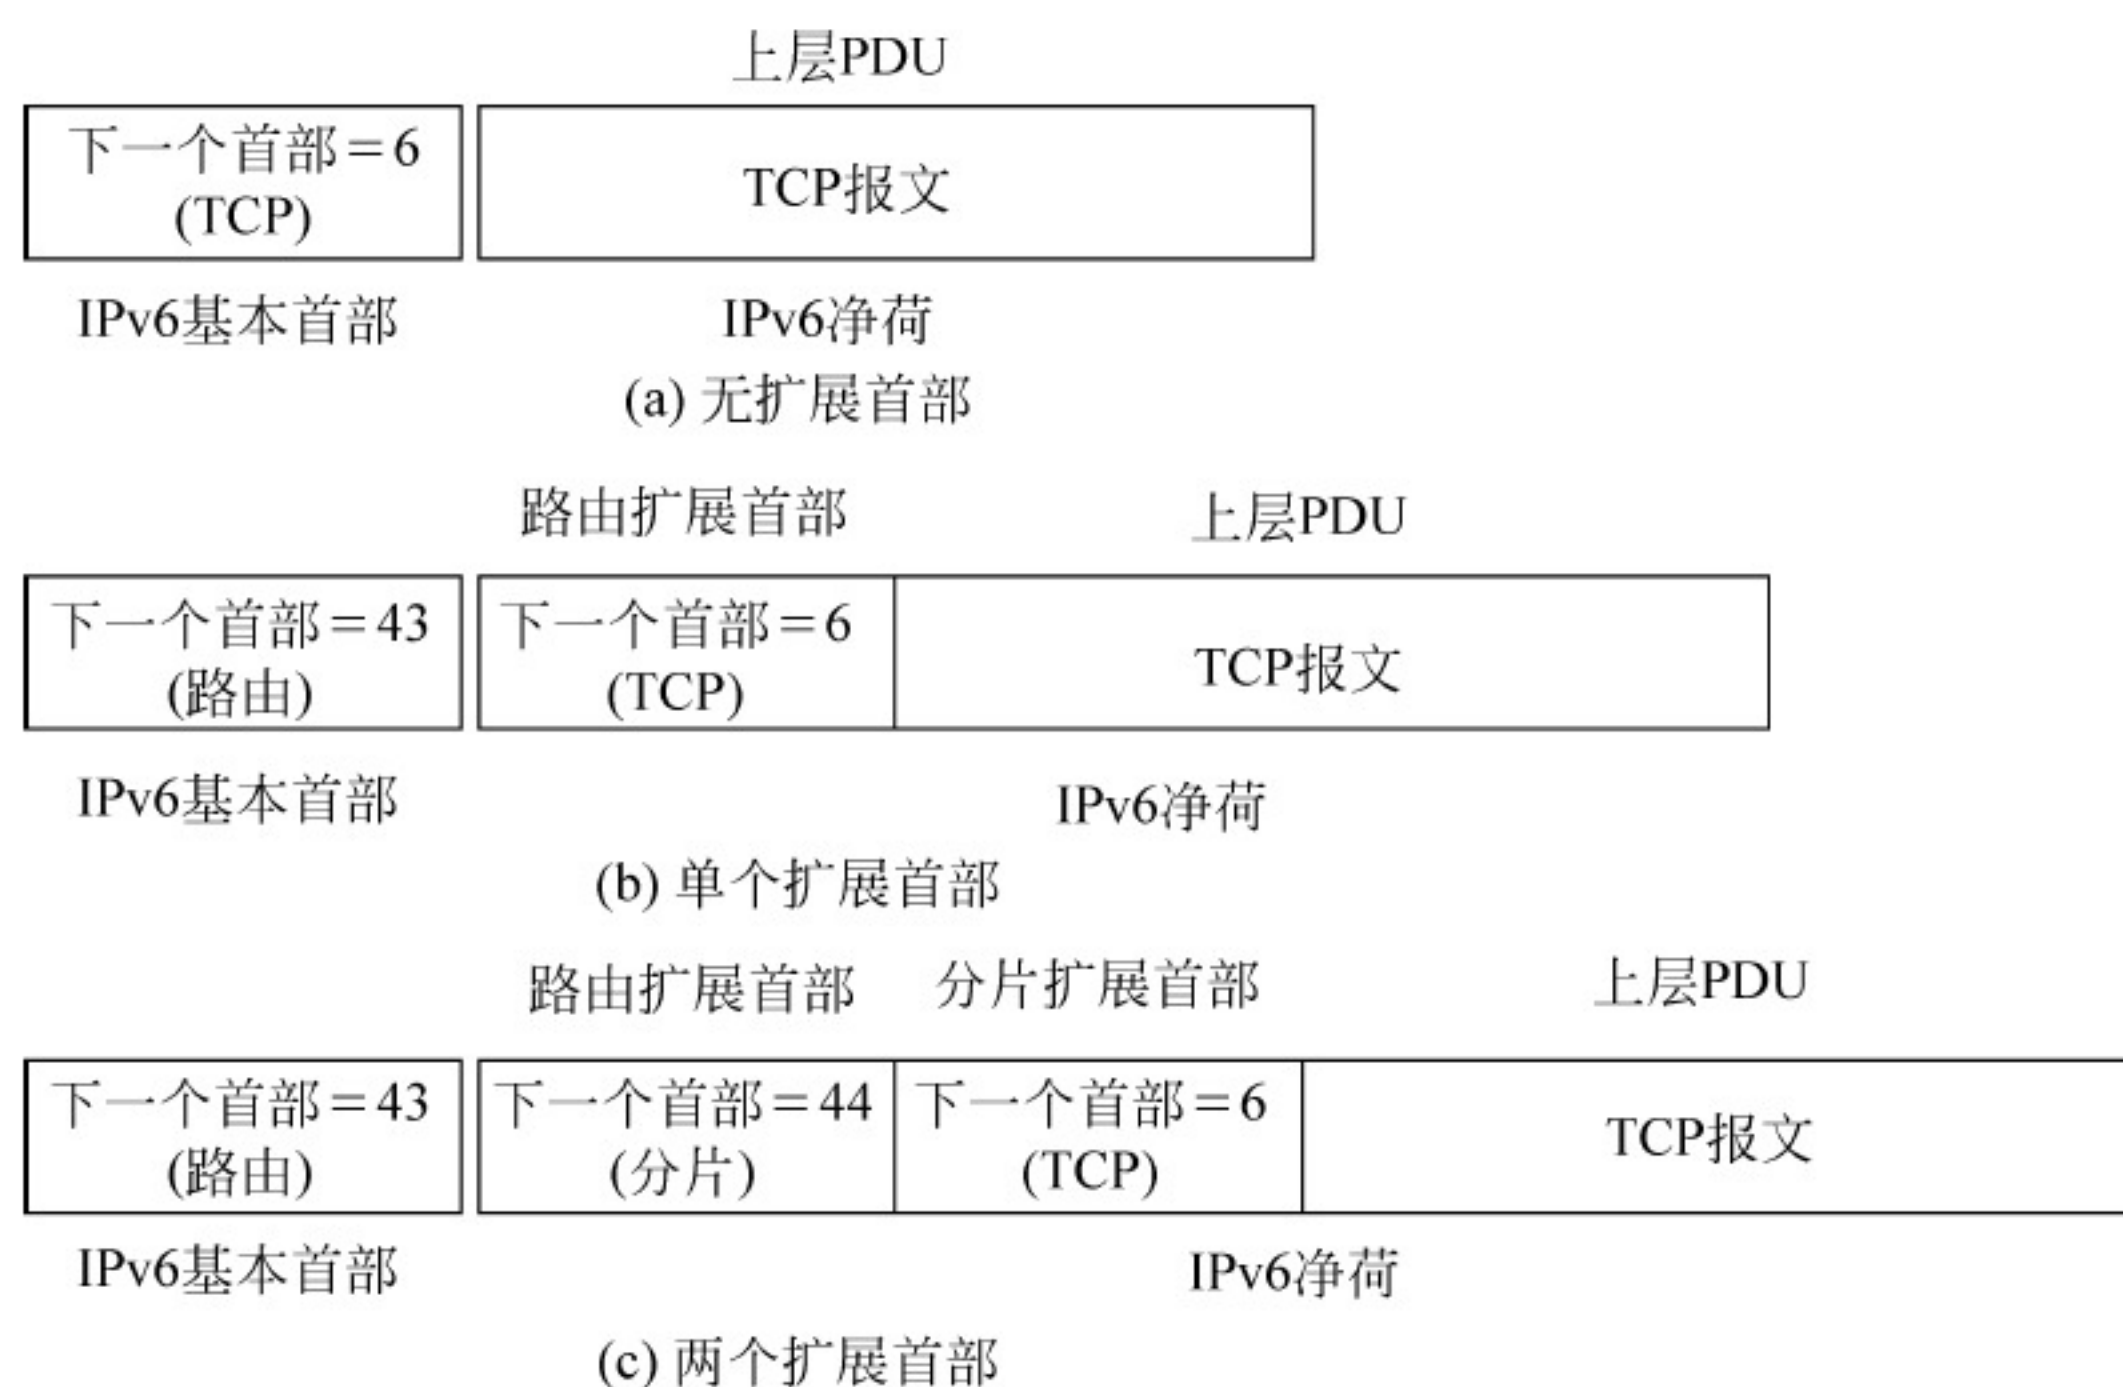 上层PDU
下一个首部=6
(TCP)
TCP报文
IPv6基本首部
IPv6净荷
(a) 无扩展首部
路由扩展首部
上层PDU
下一个首部=43
(路由)
下一个首部=6
(TCP)
TCP报文
IPv6基本首部
IPv6净荷
(b) 单个扩展首部
路由扩展首部
分片扩展首部
上层PDU
下一个首部=43
(路由)
下一个首部=44
(分片)
下一个首部=6
(TCP)
TCP报文
IPv6基本首部
IPv6净荷
(c) 两个扩展首部